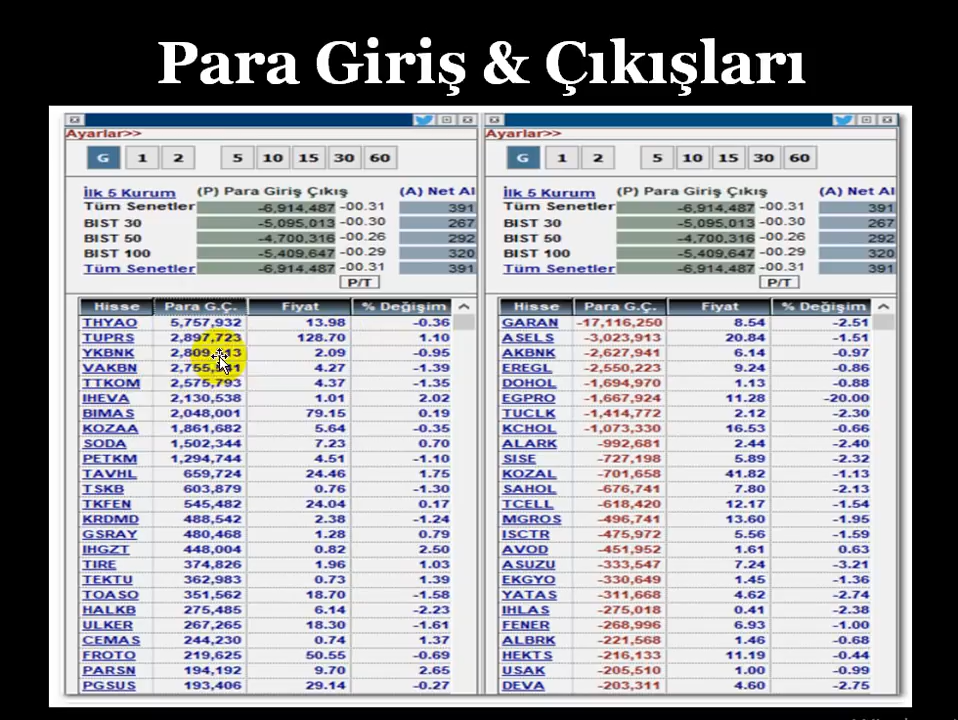 Para Giriş & Çıkışları
Ayarlar>>
G 1 2 5 10 15 30 60
İlk 5 Kurum (P) Para Giriş Çıkış (A) Net Al
Tüm Senetler -6,914,487 -00.31 391
BIST 30 -5,095,013 -00.30 267
BIST 50 -4,700,316 -00.26 292
BIST 100 -5,409,647 -00.29 320
Tüm Senetler -6,914,487 -00.31 391
P/T
Hisse Para G.Ç. Fiyat % Değişim
THYAO 5,757,932 13.98 -0.36
TUPRS 2,897,723 128.70 1.10
YKBNK 2.09 -0.95
VAKBN 4.27 -1.39
TTKOM 2,575,793 4.37 -1.35
IHEVA 2,130,538 1.01 2.02
BIMAS 2,048,001 79.15 0.19
KOZAA 1,861,682 5.64 -0.35
SODA 1,502,344 7.23 0.70
PETKM 1,294,744 4.51 -1.10
TAVHL 659,724 24.46 1.75
TSKB 603,879 0.76 -1.30
TKFEN 545,482 24.04 0.17
KRDMD 488,542 2.38 -1.24
GSRAY 480,468 1.28 0.79
IHGZT 448,004 0.82 2.50
TIRE 374,826 1.96 1.03
TEKTU 362,983 0.73 1.39
TOASO 351,562 18.70 -1.58
HALKB 275,485 6.14 -2.23
ULKER 267,265 18.30 -1.61
CEMAS 244,230 0.74 1.37
FROTO 219,625 50.55 -0.69
PARSN 194,192 9.70 2.65
PGSUS 193,406 29.14 -0.27
Ayarlar>>
G 1 2 5 10 15 30 60
İlk 5 Kurum (P) Para Giriş Çıkış (A) Net Al
Tüm Senetler -6,914,487 -00.31 391
BIST 30 -5,095,013 -00.30 267
BIST 50 -4,700,316 -00.26 292
BIST 100 -5,409,647 -00.29 320
Tüm Senetler -6,914,487 -00.31 391
P/T
Hisse Para G.Ç. Fiyat % Değişim
GARAN -17,116,250 8.54 -2.51
ASELS -3,023,913 20.84 -1.51
AKBNK -2,627,941 6.14 -0.97
EREGL -2,550,223 9.24 -0.86
DOHOL -1,694,970 1.13 -0.88
EGPRO -1,667,924 11.28 -20.00
TUCLK -1,414,772 2.12 -2.30
KCHOL -1,073,330 16.53 -0.66
ALARK -992,681 2.44 -2.40
SISE -727,198 5.89 -2.32
KOZAL -701,658 41.82 -1.13
SAHOL -676,741 7.80 -2.13
TCELL -618,420 12.17 -1.54
MGROS -496,741 13.60 -1.95
ISCTR -475,972 5.56 -1.59
AVOD -451,952 1.61 0.63
ASUZU -333,547 7.24 -3.21
EKGYO -330,649 1.45 -1.36
YATAS -311,668 4.62 -2.74
IHLAS -275,018 0.41 -2.38
FENER -268,996 6.93 -1.00
ALBRK -221,568 1.46 -0.68
HEKTS -216,133 11.19 -0.44
USAK -205,510 1.00 -0.99
DEVA -203,311 4.60 -2.75